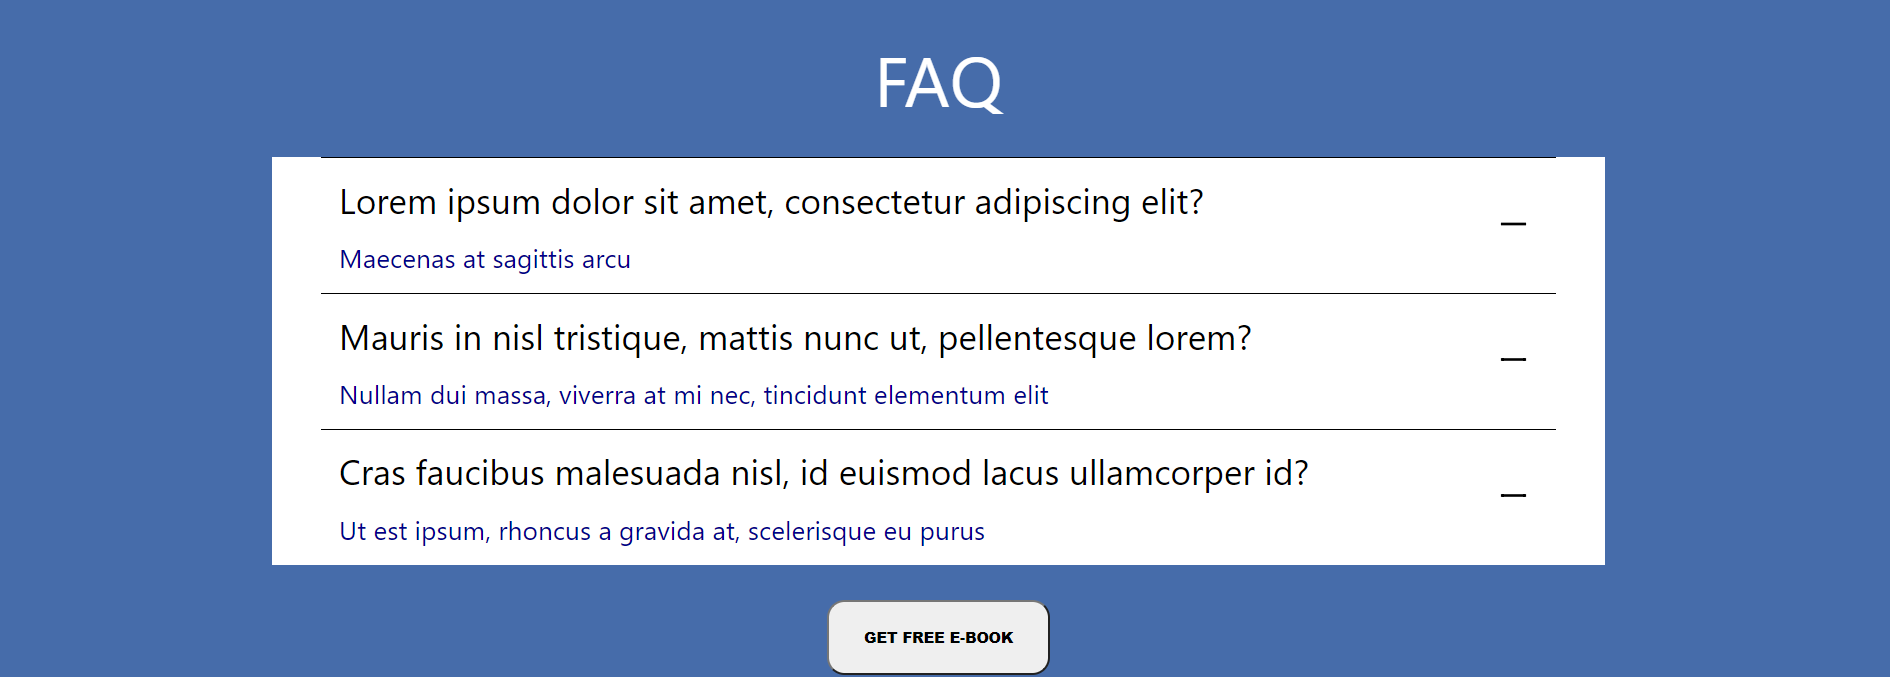 FAQ
Lorem ipsum dolor sit amet, consectetur adipiscing elit?
Maecenas at sagittis arcu
Mauris in nisl tristique, mattis nunc ut, pellentesque lorem?
Nullam dui massa, viverra at mi nec, tincidunt elementum elit
Cras faucibus malesuada nisl, id euismod lacus ullamcorper id?
Ut est ipsum, rhoncus a gravida at, scelerisque eu purus
GET FREE E-BOOK